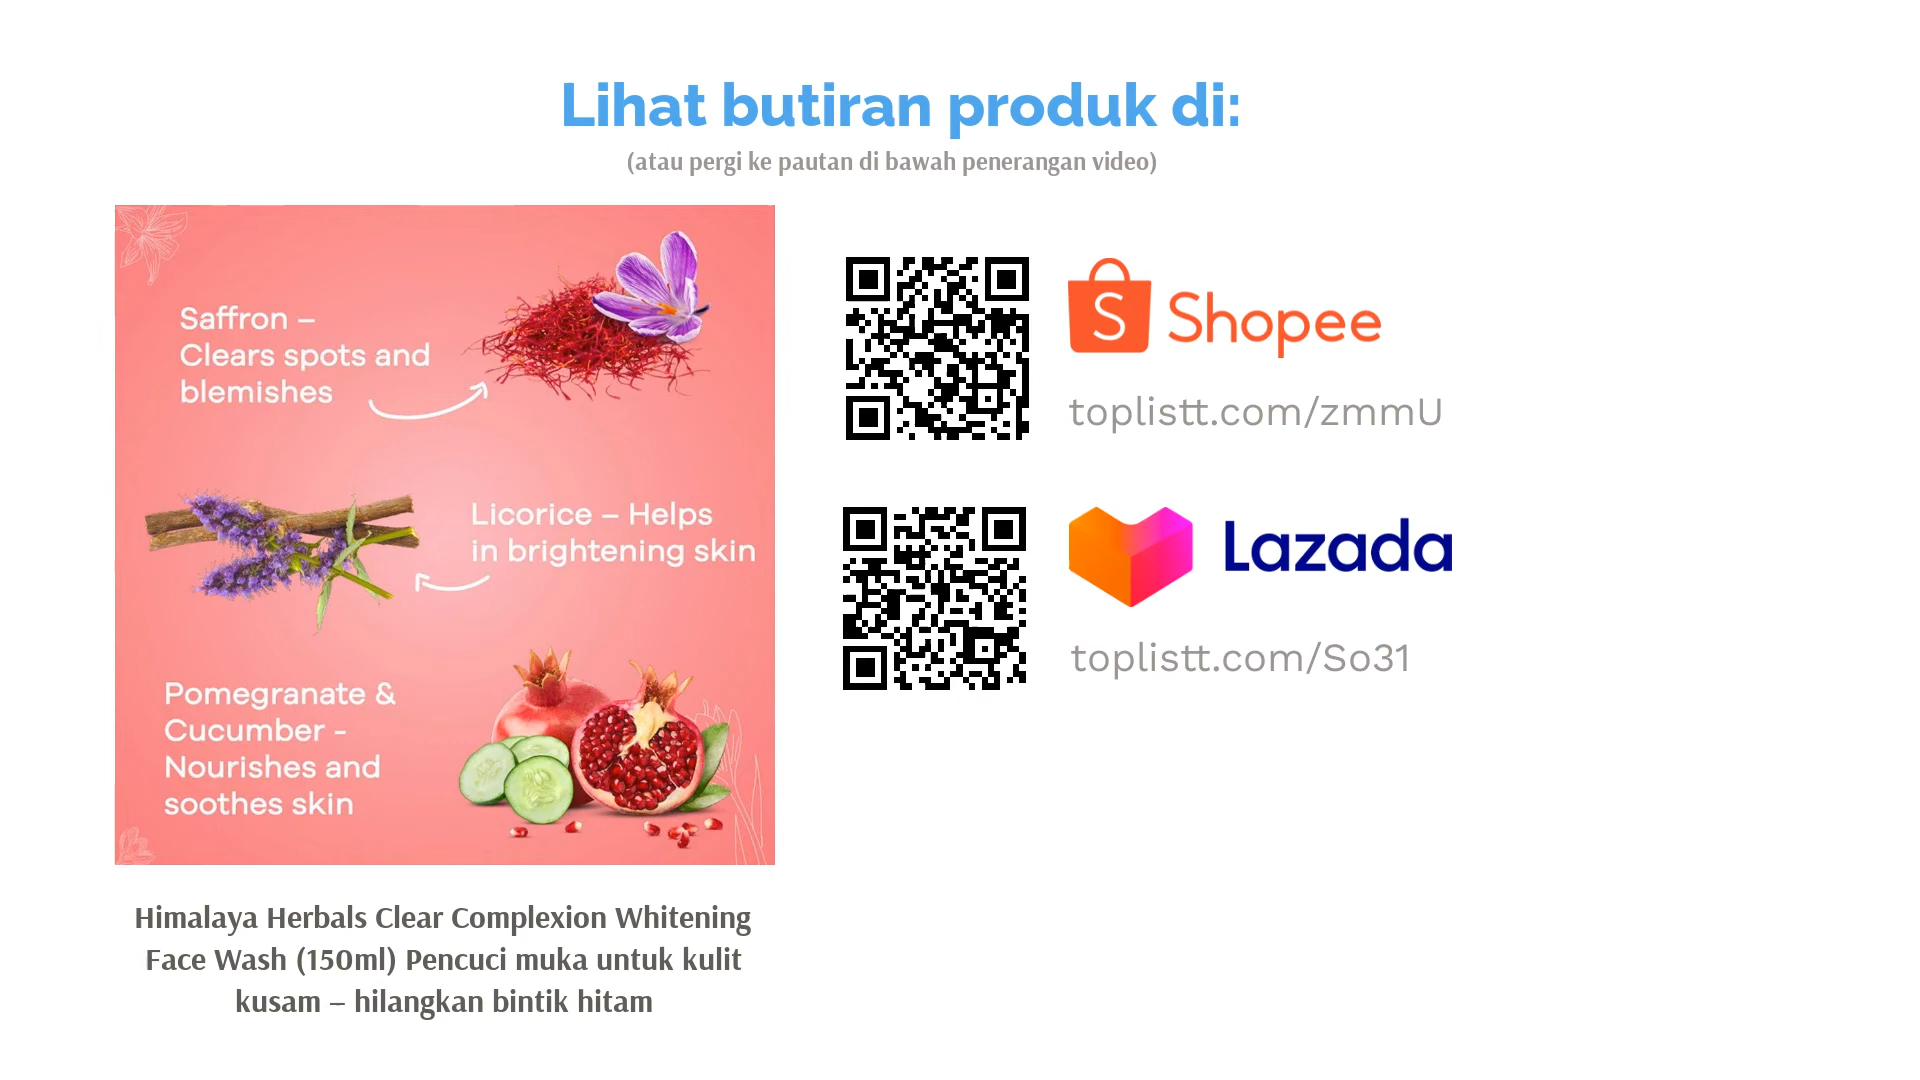 Lihat butiran produk di:
(atau pergi ke pautan di bawah penerangan video)
Saffron –
Clears spots and
blemishes
Licorice – Helps
in brightening skin
Pomegranate &
Cucumber -
Nourishes and
soothes skin
Himalaya Herbals Clear Complexion Whitening
Face Wash (150ml) Pencuci muka untuk kulit
kusam – hilangkan bintik hitam
S Shopee
toplistt.com/zmmU
Lazada
toplistt.com/So31